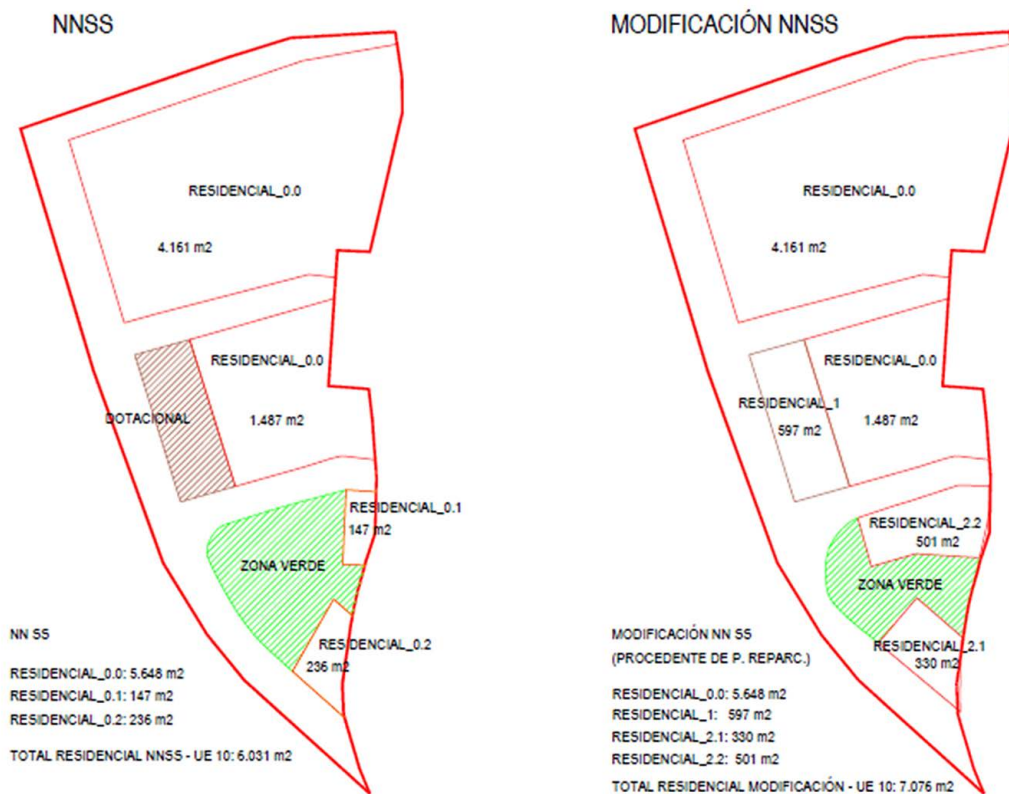 NNSS
RESIDENCIAL_0.0
4.161 m2
RESIDENCIAL_0.0
DOTACIONAL
1.487 m2
RESIDENCIAL_0.1
147 m2
ZONA VERDE
RESIDENCIAL_0.2
236 m2
NN SS
RESIDENCIAL_0.0: 5.648 m2
RESIDENCIAL_0.1: 147 m2
RESIDENCIAL_0.2: 236 m2
TOTAL RESIDENCIAL NNSS - UE 10: 6.031 m2
MODIFICACIÓN NNSS
RESIDENCIAL_0.0
4.161 m2
RESIDENCIAL_0.0
RESIDENCIAL_1
597 m2
1.487 m2
RESIDENCIAL_2.2
501 m2
ZONA VERDE
RESIDENCIAL_2.1
330 m2
MODIFICACIÓN NN SS
(PROCEDENTE DE P. REPARC.)
RESIDENCIAL_0.0: 5.648 m2
RESIDENCIAL_1: 597 m2
RESIDENCIAL_2.1: 330 m2
RESIDENCIAL_2.2: 501 m2
TOTAL RESIDENCIAL MODIFICACIÓN - UE 10: 7.076 m2